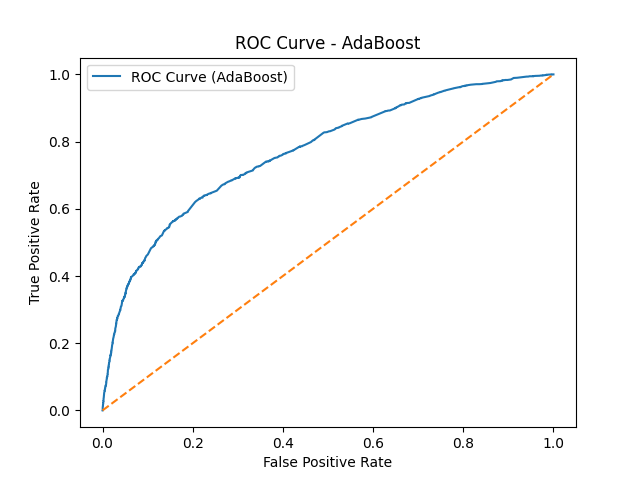 ROC Curve - AdaBoost
ROC Curve (AdaBoost)
1.0
0.8
0.6
0.4
0.2
0.0
True Positive Rate
0.0 0.2 0.4 0.6 0.8 1.0
False Positive Rate